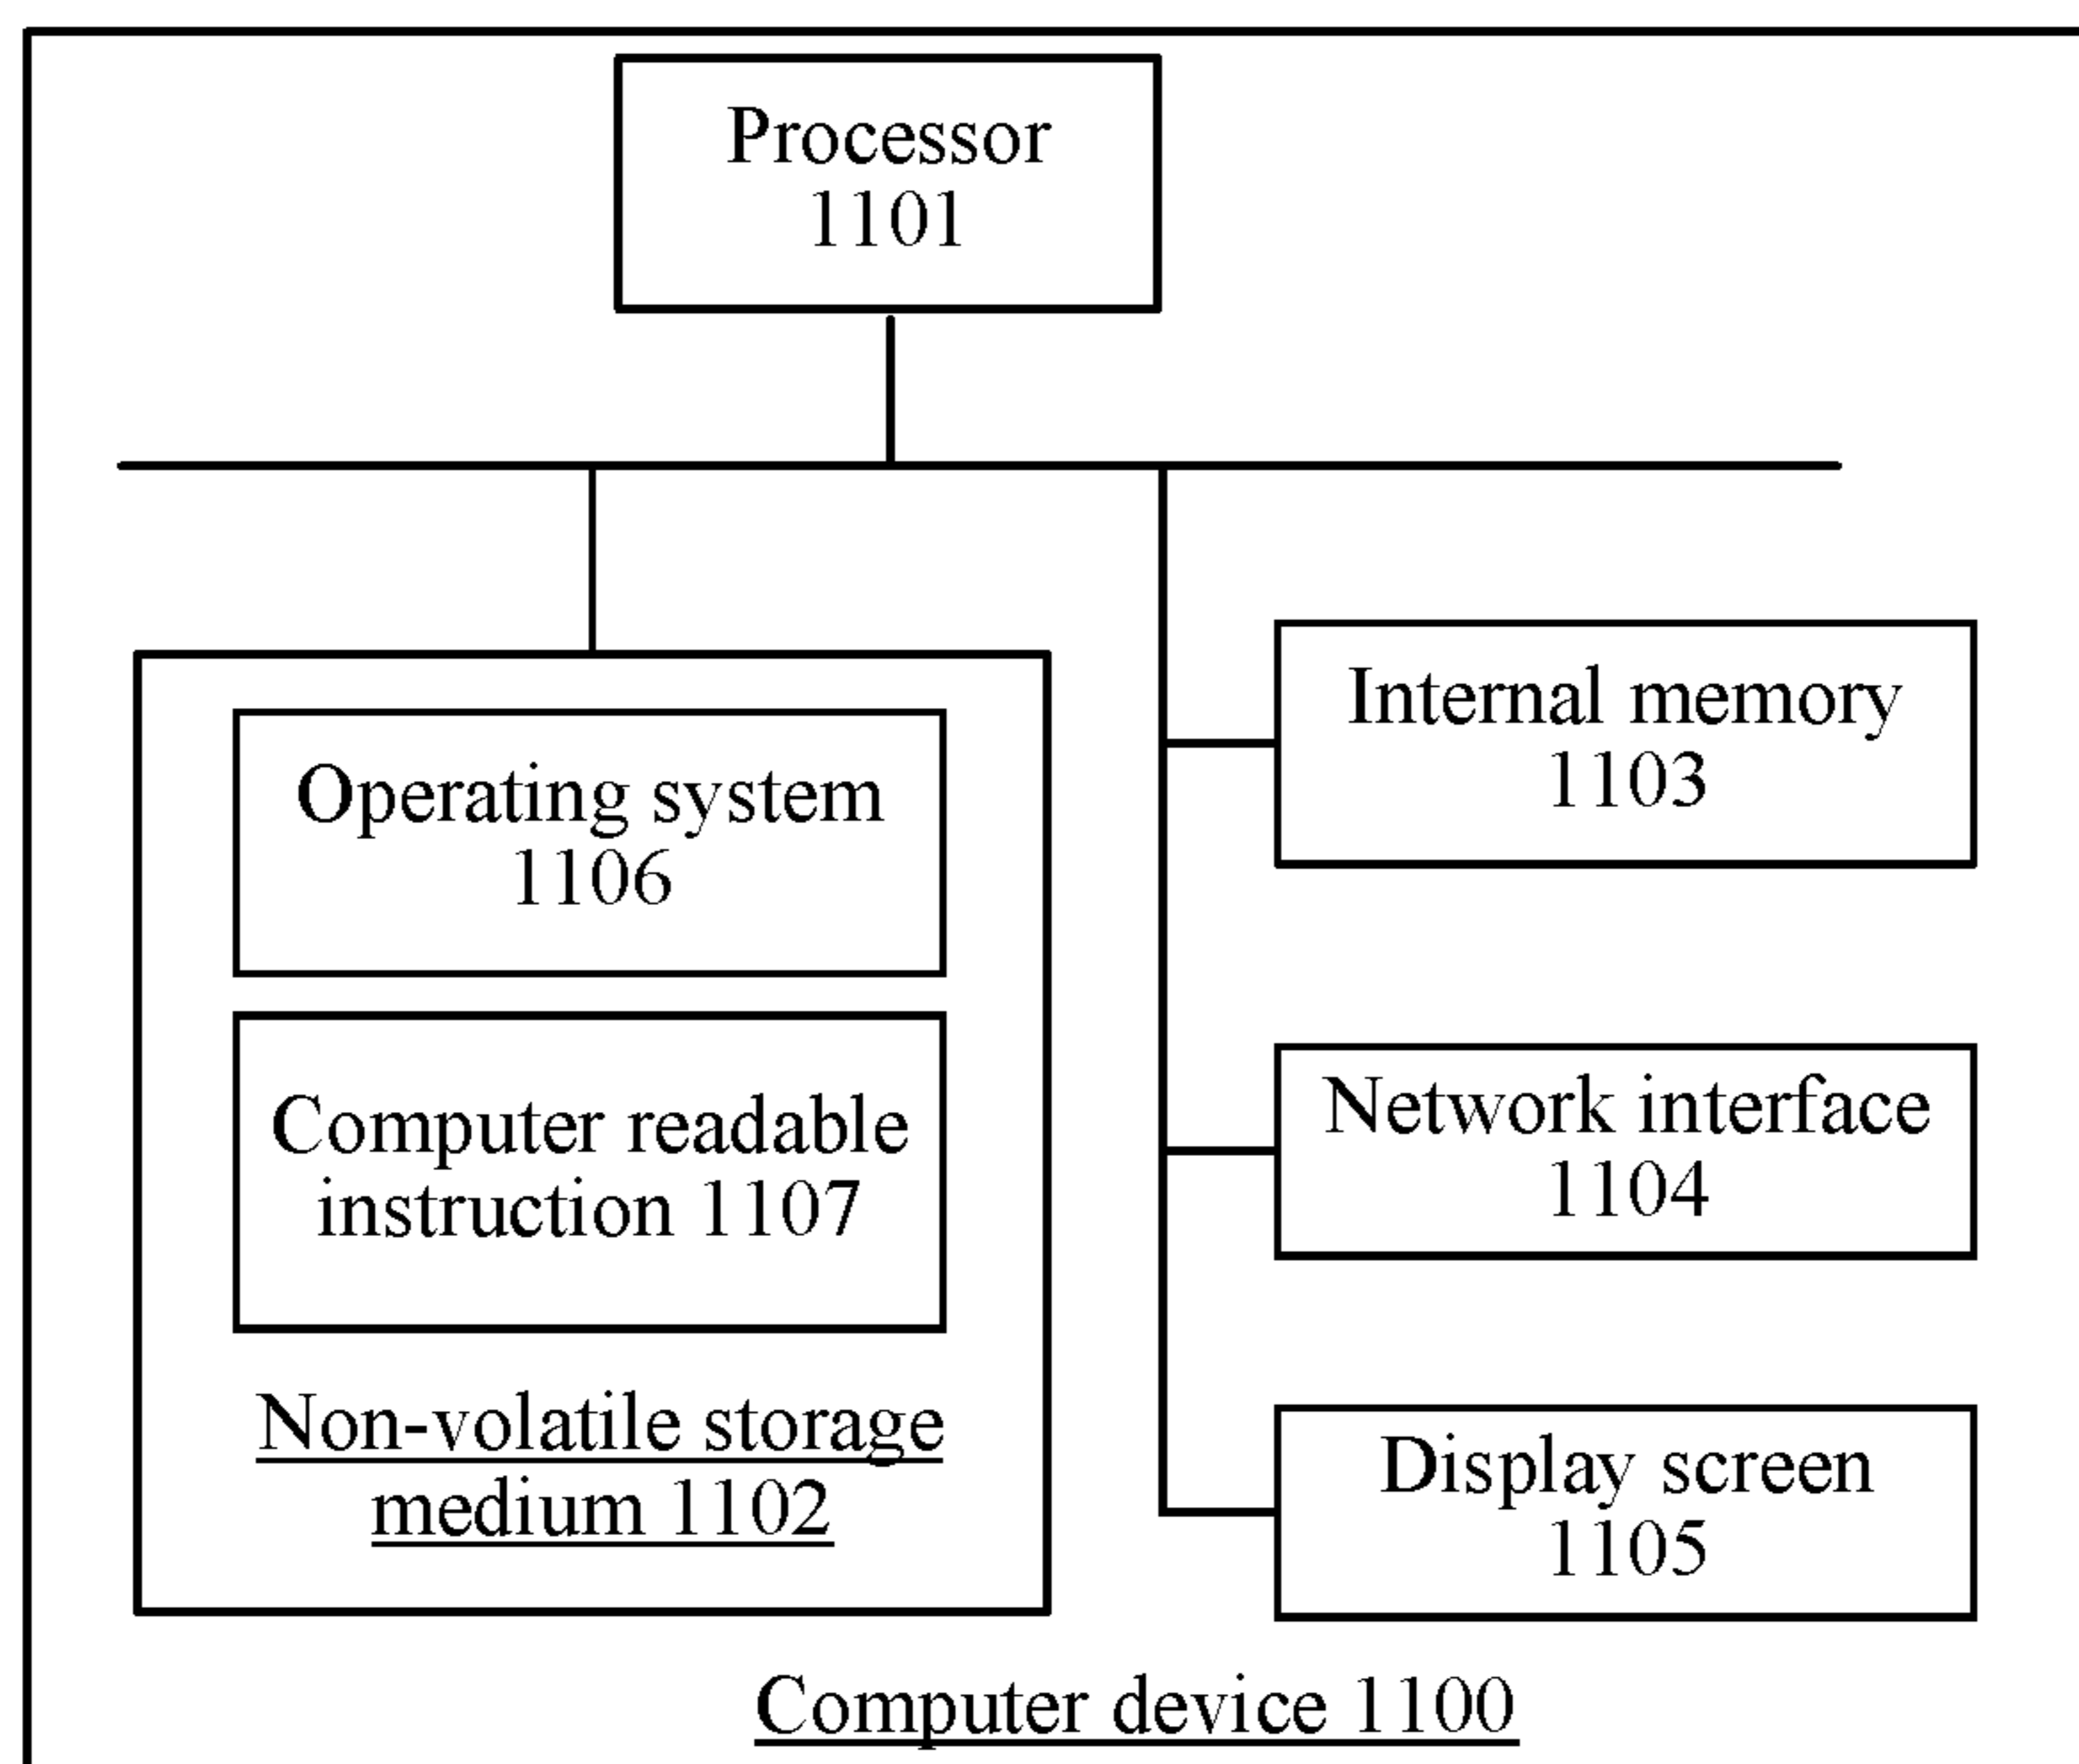 Processor
1101
Operating system
1106
Computer readable
instruction 1107
Non-volatile storage
medium 1102
Internal memory
1103
Network interface
1104
Display screen
1105
Computer device 1100